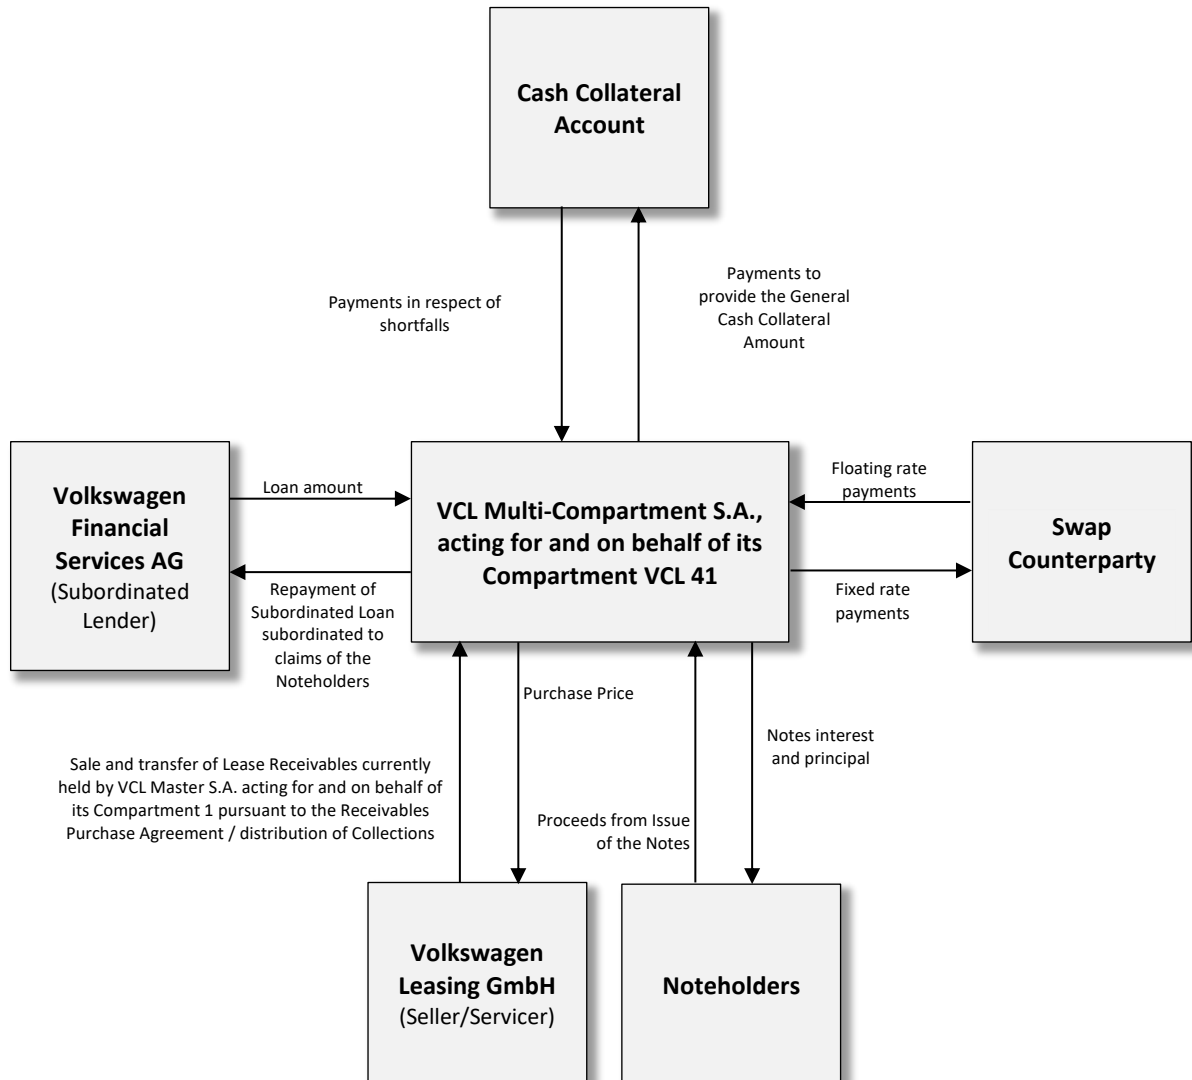 Cash Collateral
Account
Payments in respect of
shortfalls
Payments to
provide the General
Cash Collateral
Amount
Volkswagen
Financial
Services AG
(Subordinated
Lender)
Loan amount
Repayment of
Subordinated Loan
subordinated to
claims of the
Noteholders
VCL Multi-Compartment S.A.,
acting for and on behalf of its
Compartment VCL 41
Floating rate
payments
Fixed rate
payments
Swap
Counterparty
Purchase Price
Sale and transfer of Lease Receivables currently
held by VCL Master S.A. acting for and on behalf of
its Compartment 1 pursuant to the Receivables
Purchase Agreement / distribution of Collections
Notes interest
and principal
Proceeds from Issue
of the Notes
Volkswagen
Leasing GmbH
(Seller/Servicer)
Noteholders